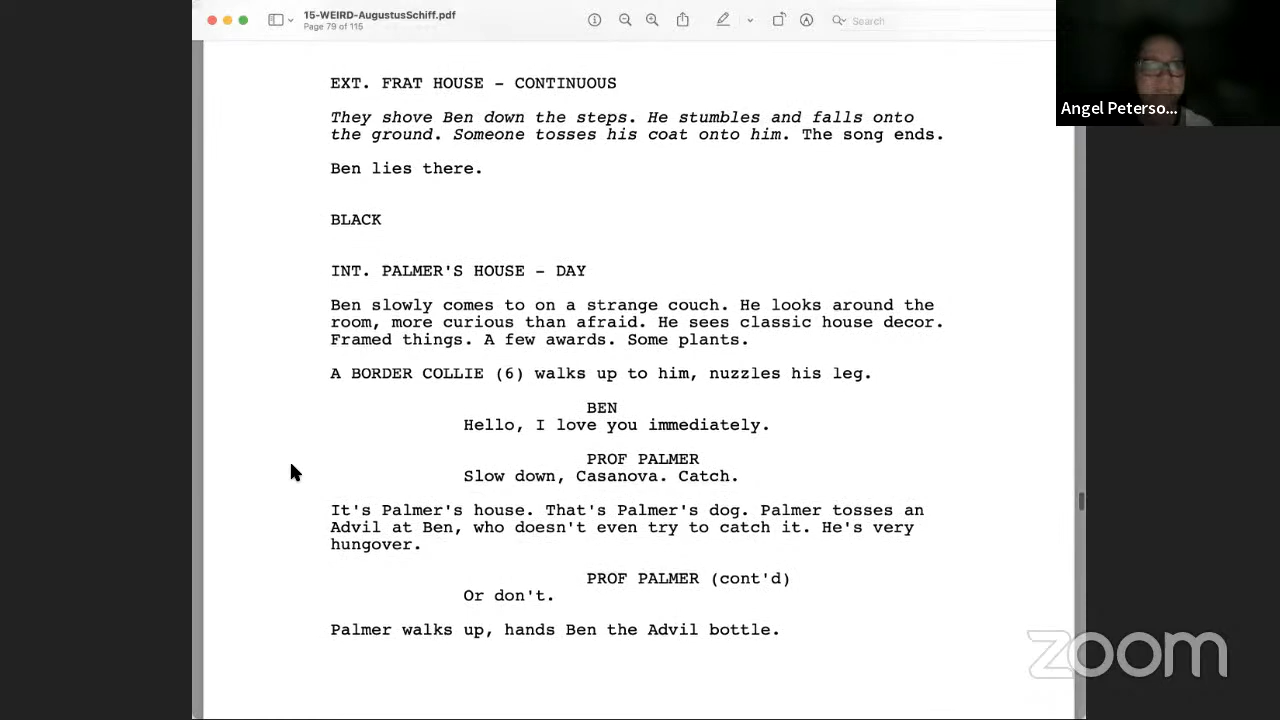 15-WEIRD-AugustusSchiff.pdf
Page 79 of 115
Search
Angel Peterso...
EXT. FRAT HOUSE - CONTINUOUS
They shove Ben down the steps. He stumbles and falls onto
the ground. Someone tosses his coat onto him. The song ends.
Ben lies there.
BLACK
INT. PALMER'S HOUSE - DAY
Ben slowly comes to on a strange couch. He looks around the
room, more curious than afraid. He sees classic house decor.
Framed things. A few awards. Some plants.
A BORDER COLLIE (6) walks up to him, nuzzles his leg.
BEN
Hello, I love you immediately.
PROF PALMER
Slow down, Casanova. Catch.
It's Palmer's house. That's Palmer's dog. Palmer tosses an
Advil at Ben, who doesn't even try to catch it. He's very
hungover.
PROF PALMER (cont'd)
Or don't.
Palmer walks up, hands Ben the Advil bottle.
zoom